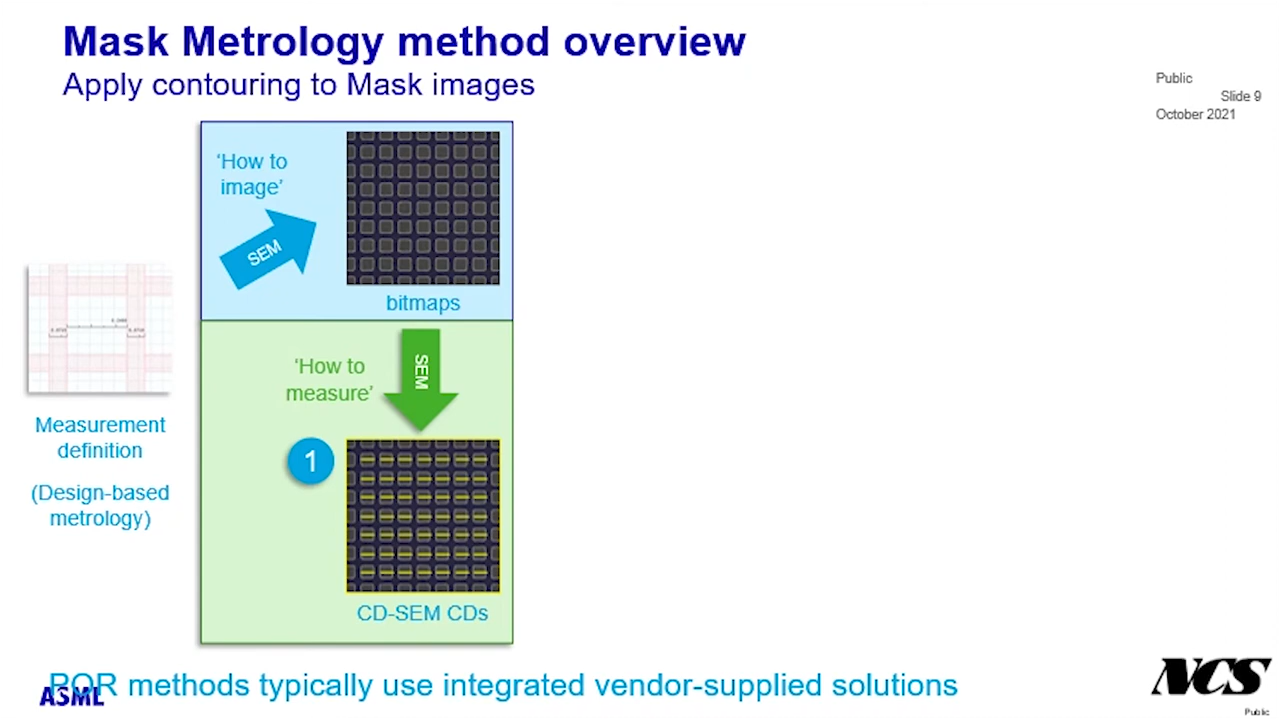 Mask Metrology method overview
Apply contouring to Mask images
Public
Slide 9
October 2021
‘How to
image’
SEM
bitmaps
‘How to
measure’
SEM
1
CD-SEM CDs
Measurement
definition
(Design-based
metrology)
POR methods typically use integrated vendor-supplied solutions
ASML
NCS
Public